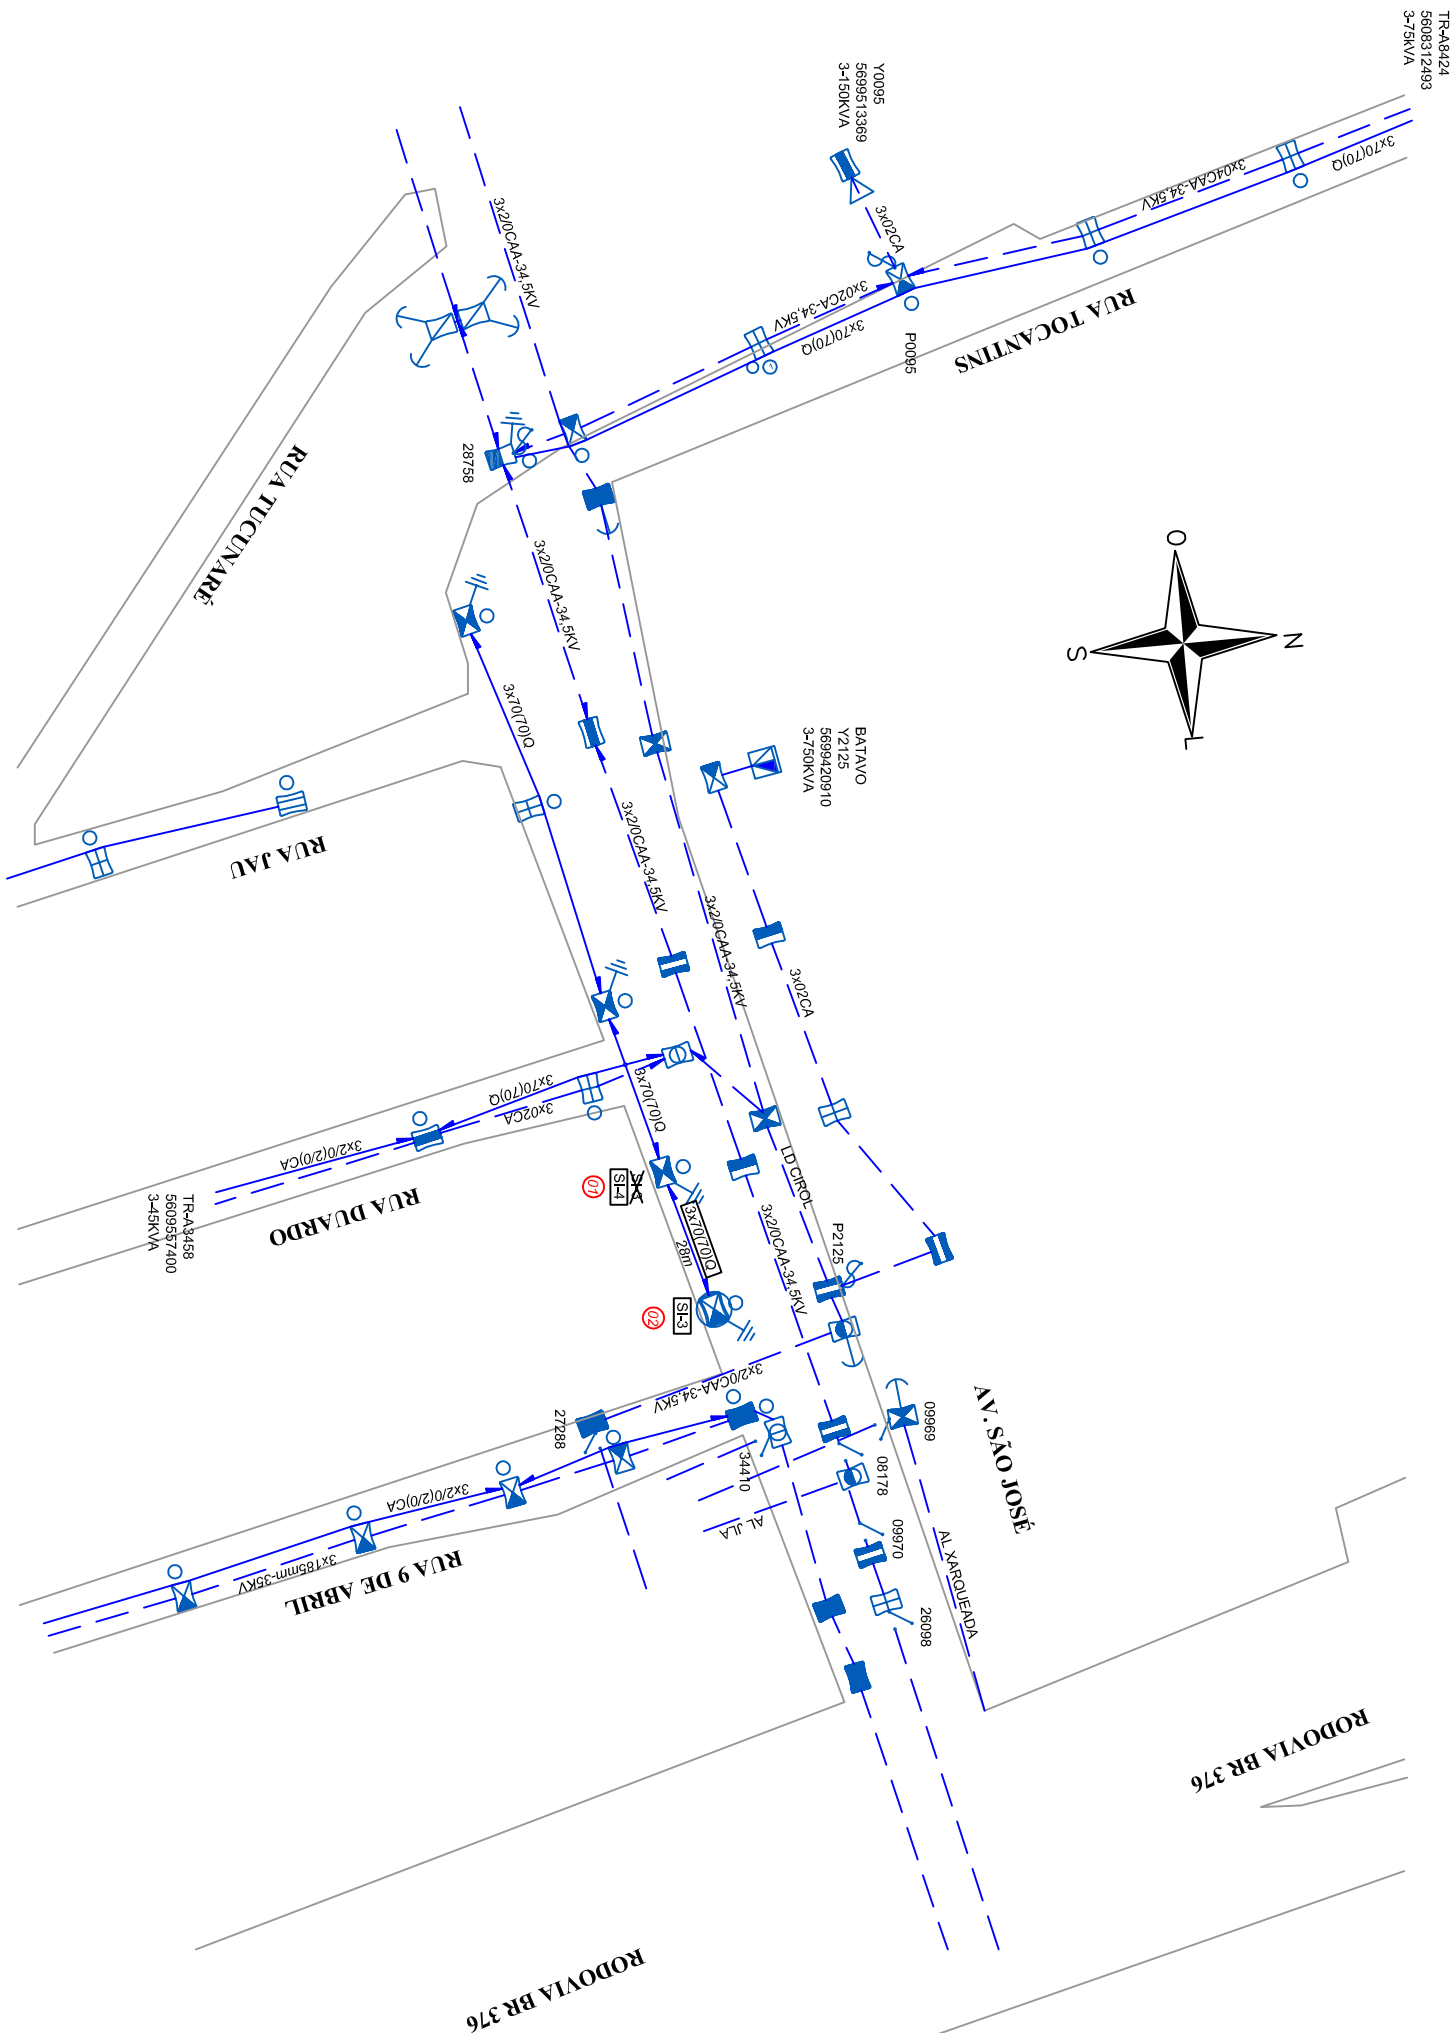 TR-A8424
5608312493
3-75KVA
Y0095
5699513369
3-150KVA
3x70(70)Q
3x04CAA-34,5KV
3x02CA
3x2/0CAA-34,5KV
3x02CA-34,5KV
3x70(70)Q
P0095
RUA TOCANTINS
28758
RUA TUCUNARÉ
O
N
S
L
3x2/0CAA-34,5KV
3x70(70)Q
BATAVO
Y2125
5699420910
3-750KVA
3x2/0CAA-34,5KV
RUA JAU
3x2/0CAA-34,5KV
3x02CA
3x70(70)Q
3x02CA
3x70(70)Q
3x2/0(2/0)CA
LD CIROL
SI-3
SI-4
01
RUA DUARDO
TR-A3458
5609557400
3-45KVA
3x70(70)Q
28m
3x2/0CAA-34,5KV
P2125
SI-3
02
3x2/0CAA-34,5KV
27288
34410
09969
AV. SÃO JOSÉ
08178
3x2/0(2/0)CA
AL JLA
09970
AL XARQUEADA
3x185mm-35KV
RUA 9 DE ABRIL
26098
RODOVIA BR 376
RODOVIA BR 376